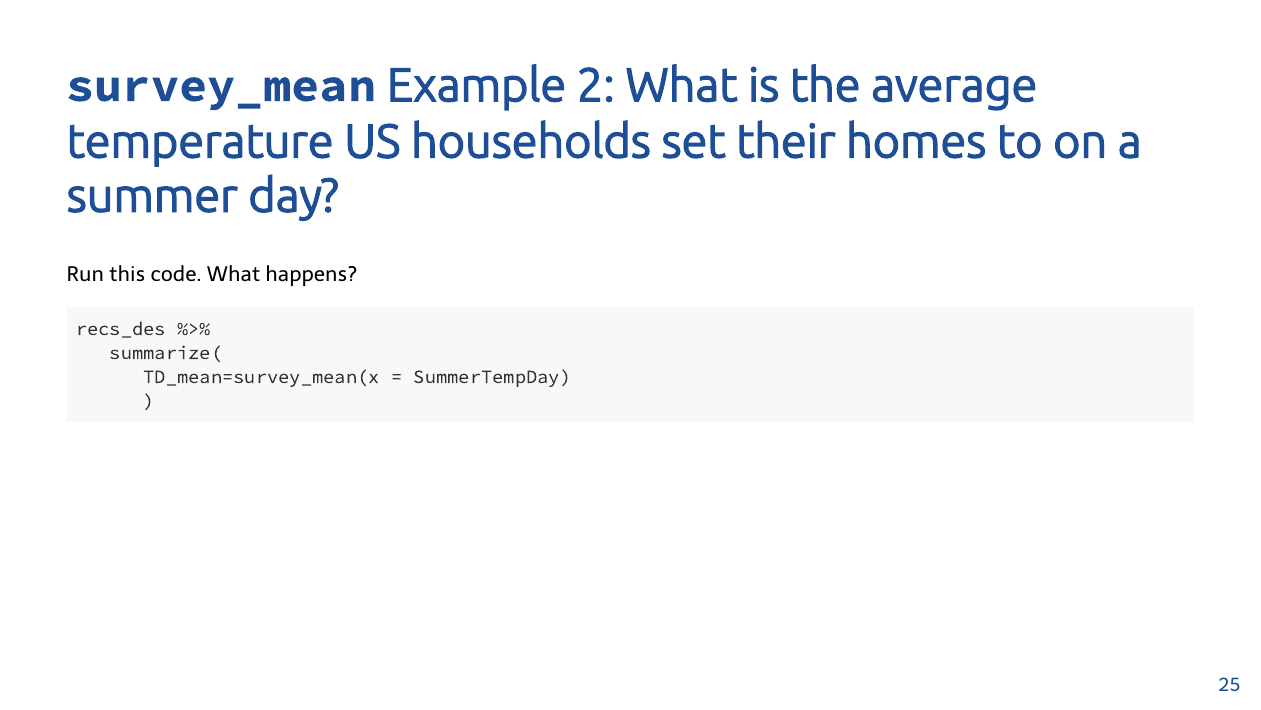 survey_mean Example 2: What is the average
temperature US households set their homes to on a
summer day?
Run this code. What happens?
recs_des %>%
   summarize(
      TD_mean=survey_mean(x = SummerTempDay)
      )
25